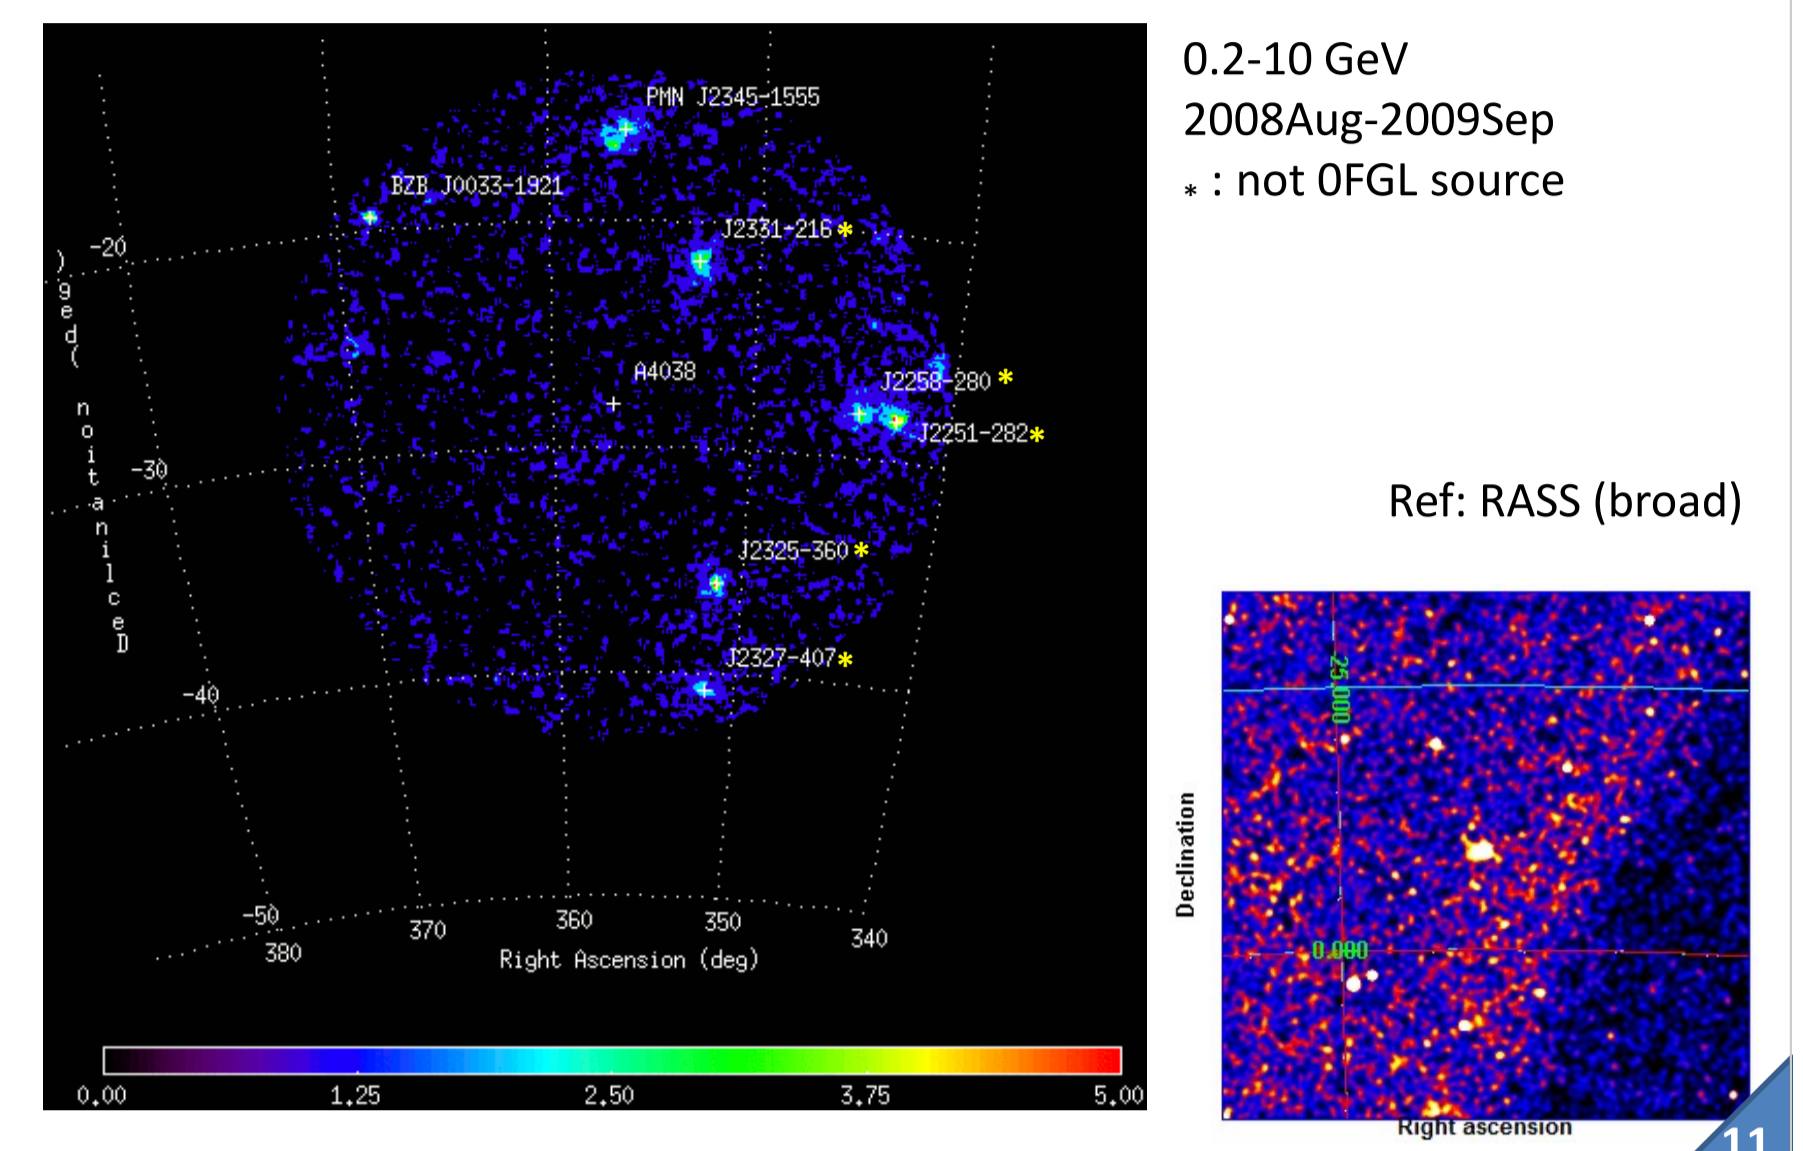 PMN J2345-1555
BZB J0033-1921
J2331-216*
A4038
J2258-280 *
J2251-282*
J2325-360 *
J2327-407*
-20
-30
-40
-50
Declination (deg)
380
370
360
350
340
Right Ascension (deg)
0.00
1.25
2.50
3.75
5.00
0.2-10 GeV
2008Aug-2009Sep
* : not 0FGL source
Ref: RASS (broad)
25.000
0.000
Declination
Right ascension
11